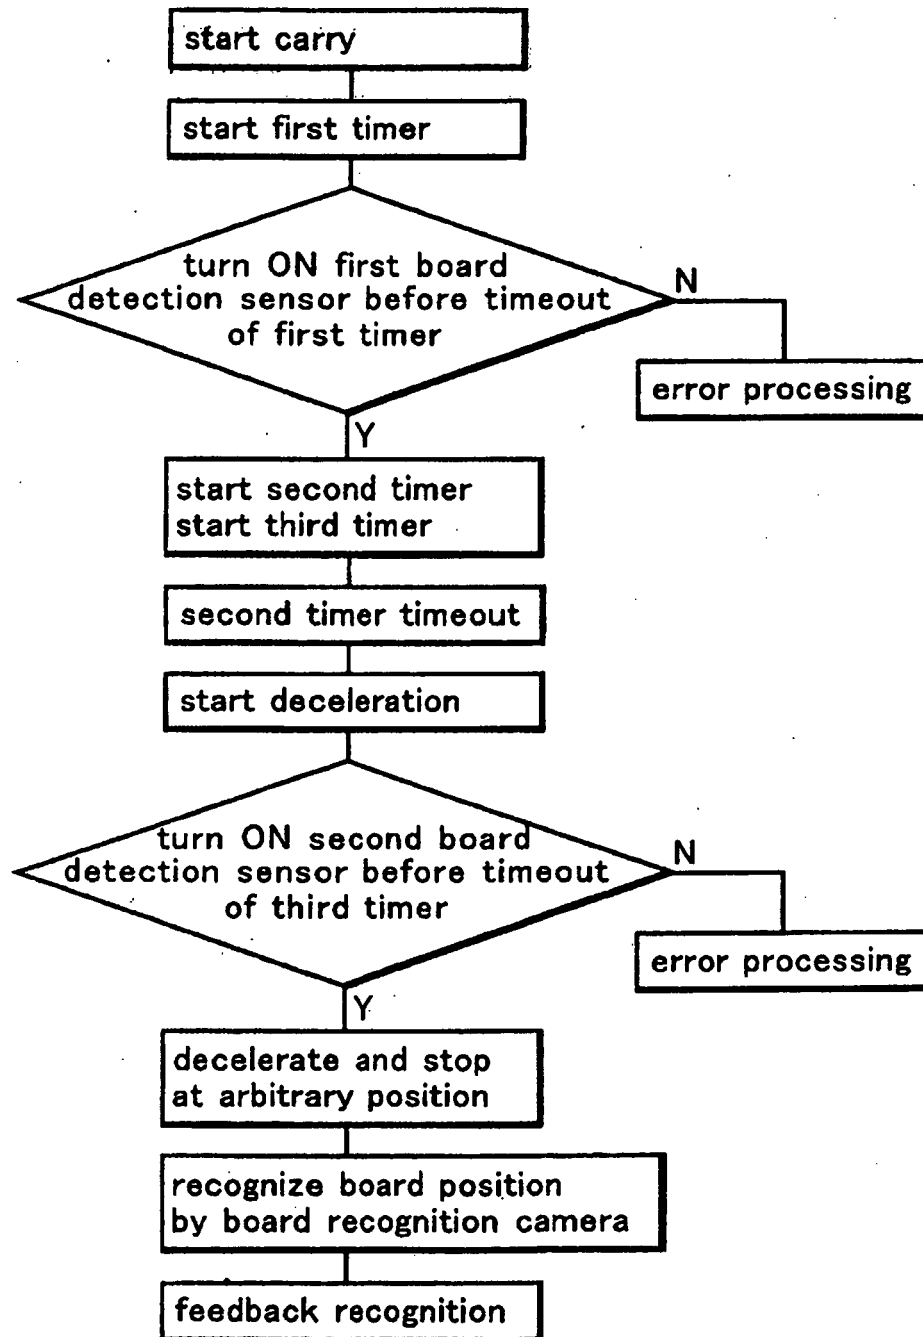 start carry
start first timer
turn ON first board
detection sensor before timeout
of first timer
N
error processing
Y
start second timer
start third timer
second timer timeout
start deceleration
turn ON second board
detection sensor before timeout
of third timer
N
error processing
Y
decelerate and stop
at arbitrary position
recognize board position
by board recognition camera
feedback recognition